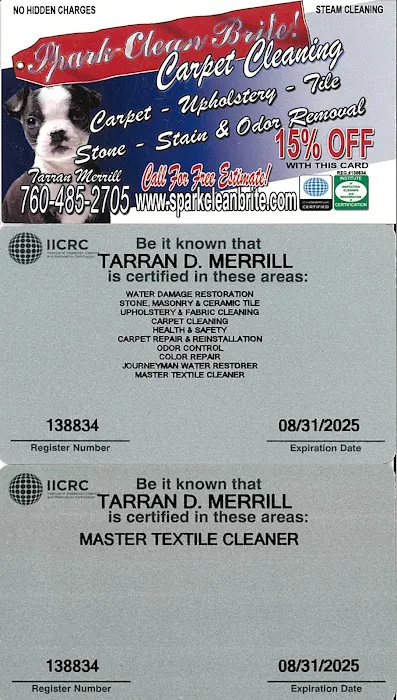 NO HIDDEN CHARGES
STEAM CLEANING
Spark-Clean-Brite!
Carpet Cleaning
Carpet - Upholstery - Tile
Stone - Stain & Odor Removal
15% OFF
WITH THIS CARD
REG #138834
Tarran Merrill
Call For Free Estimate!
760-485-2705 www.sparkcleanbrite.com
CERTIFIED
INSTITUTE
CERTIFICATION
IICRC
Be it known that
TARRAN D. MERRILL
is certified in these areas:
WATER DAMAGE RESTORATION
STONE, MASONRY & CERAMIC TILE
UPHOLSTERY & FABRIC CLEANING
CARPET CLEANING
HEALTH & SAFETY
CARPET REPAIR & REINSTALLATION
ODOR CONTROL
COLOR REPAIR
JOURNEYMAN WATER RESTORER
MASTER TEXTILE CLEANER
138834
08/31/2025
Register Number
Expiration Date
IICRC
Be it known that
TARRAN D. MERRILL
is certified in these areas:
MASTER TEXTILE CLEANER
138834
08/31/2025
Register Number
Expiration Date